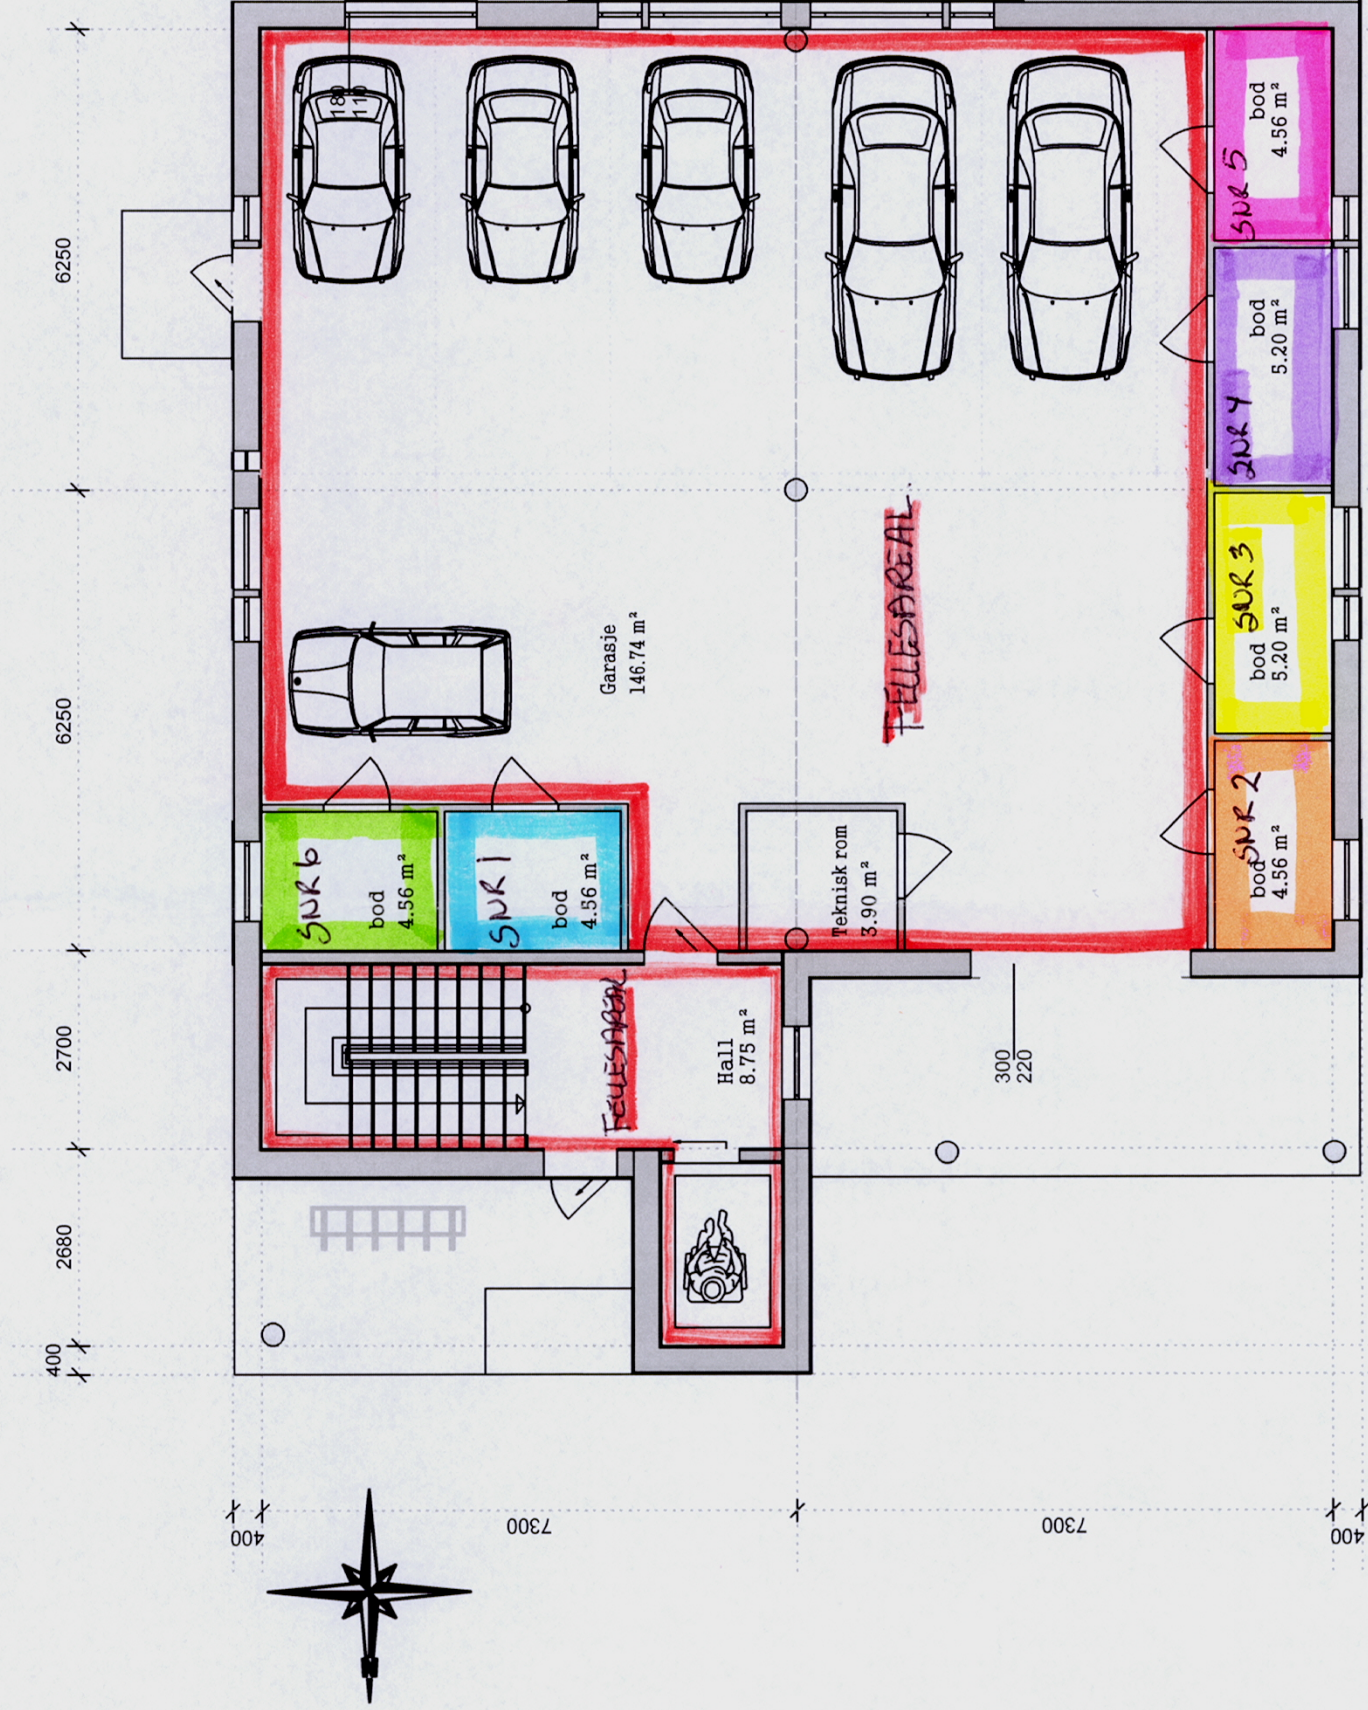 180
110
bod
4.56 m²
SNR 5
bod
5.20 m²
SNR 4
6250
FELLESAREAL
SNR 3
bod
5.20 m²
Garasje
146.74 m²
6250
SNR 2
bod
4.56 m²
SNR 6
bod
4.56 m²
SNR 1
bod
4.56 m²
Teknisk rom
3.90 m²
2700
FELLESAREAL
Hall
8.75 m²
300
220
2680
400
400
7300
7300
400
N